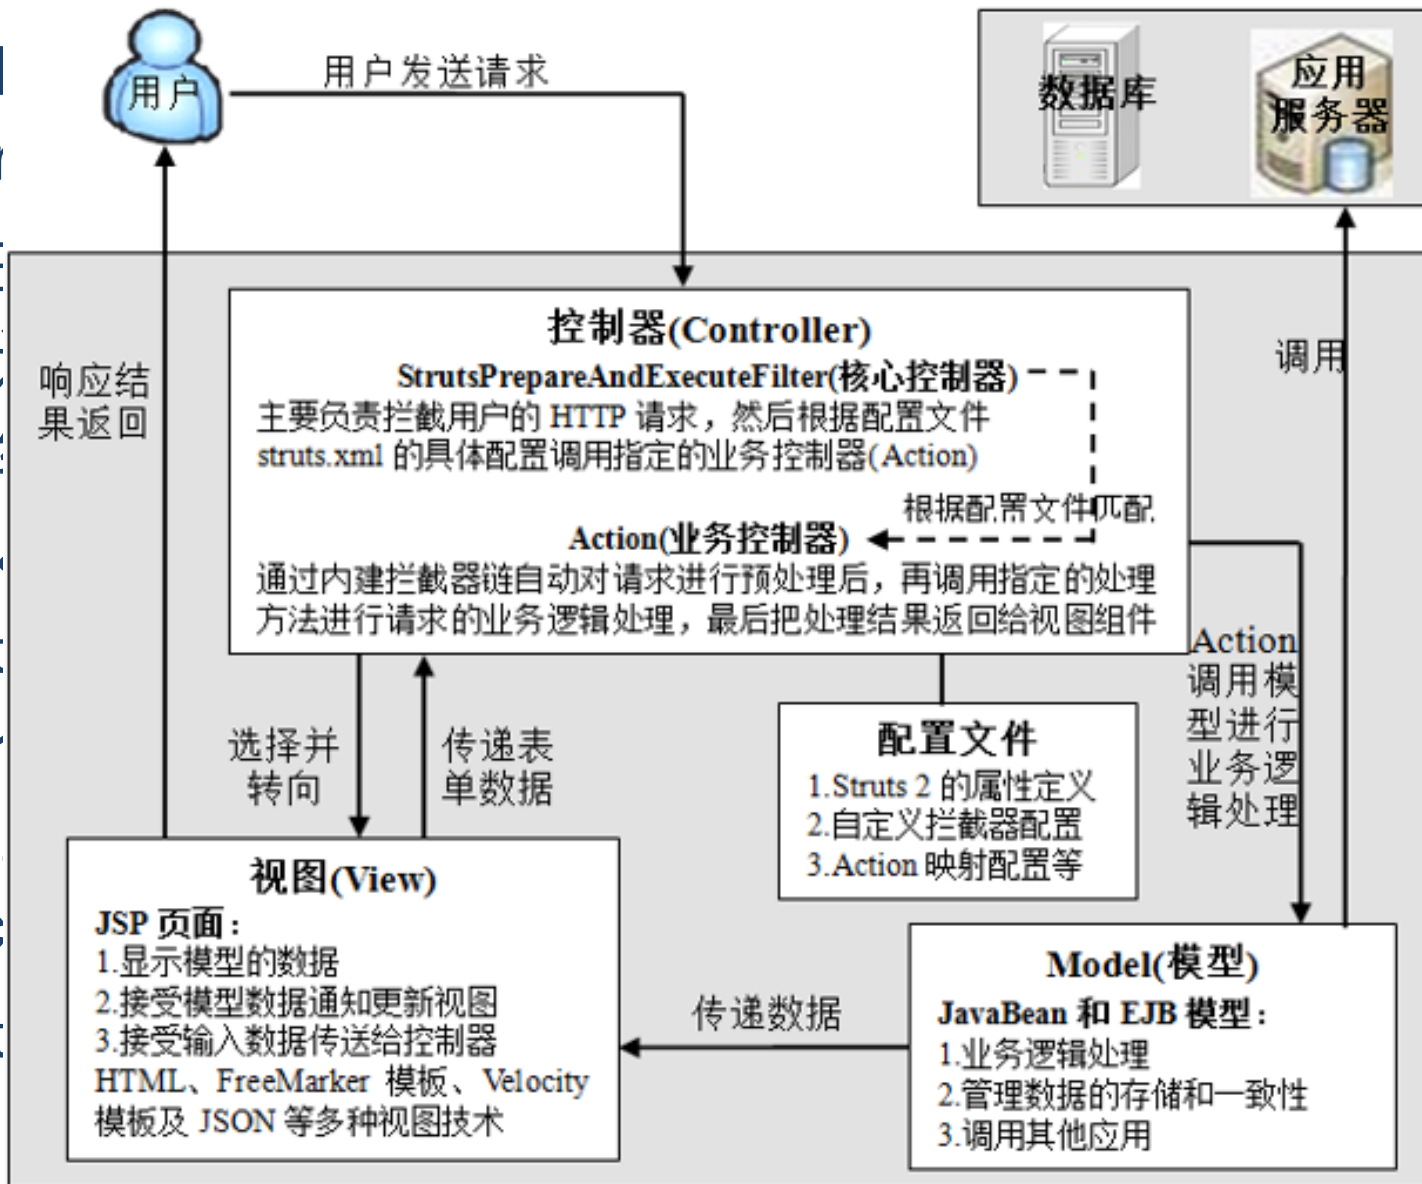 用户
用户发送请求
数据库
应用
服务器
响应结
果返回
调用
控制器(Controller)
StrutsPrepareAndExecuteFilter(核心控制器)
主要负责拦截用户的 HTTP 请求，然后根据配置文件
struts.xml 的具体配置调用指定的业务控制器(Action)
根据配置文件匹配
Action(业务控制器)
通过内建拦截器链自动对请求进行预处理后，再调用指定的处理
方法进行请求的业务逻辑处理，最后把处理结果返回给视图组件
Action
调用模
型进行
业务逻
辑处理
选择并
转向
传递表
单数据
配置文件
1.Struts 2 的属性定义
2.自定义拦截器配置
3.Action 映射配置等
视图(View)
JSP 页面：
1.显示模型的数据
2.接受模型数据通知更新视图
3.接受输入数据传送给控制器
HTML、FreeMarker 模板、Velocity
模板及 JSON 等多种视图技术
传递数据
Model(模型)
JavaBean 和 EJB 模型：
1.业务逻辑处理
2.管理数据的存储和一致性
3.调用其他应用